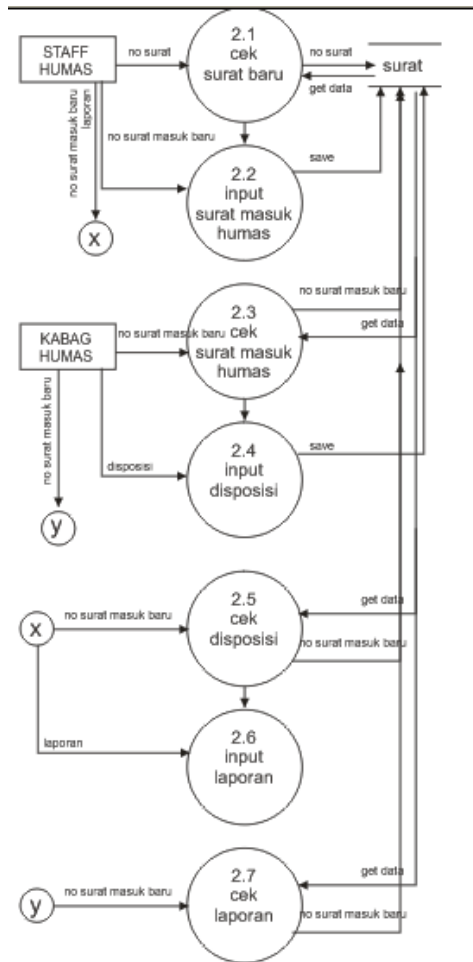 STAFF
HUMAS
no surat
2.1
cek
surat baru
no surat
get data
surat
no surat masuk baru
laporan
no surat masuk baru
x
2.2
input
surat masuk
humas
save
KABAG
HUMAS
no surat masuk baru
2.3
cek
surat masuk
humas
no surat masuk baru
get data
no surat masuk baru
y
disposisi
2.4
input
disposisi
save
x
no surat masuk baru
2.5
cek
disposisi
get data
no surat masuk baru
laporan
2.6
input
laporan
y
no surat masuk baru
2.7
cek
laporan
get data
no surat masuk baru